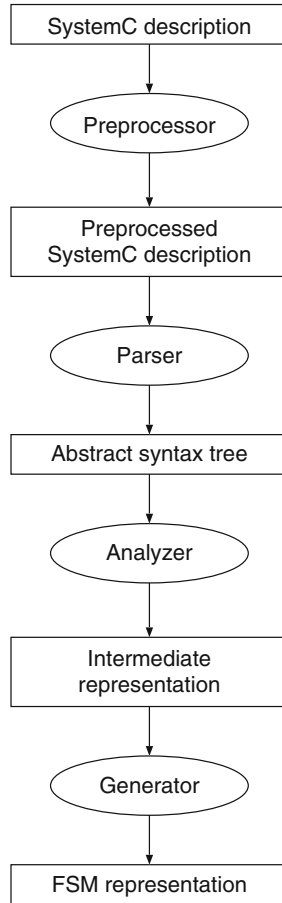 SystemC description
Preprocessor
Preprocessed
SystemC description
Parser
Abstract syntax tree
Analyzer
Intermediate
representation
Generator
FSM representation